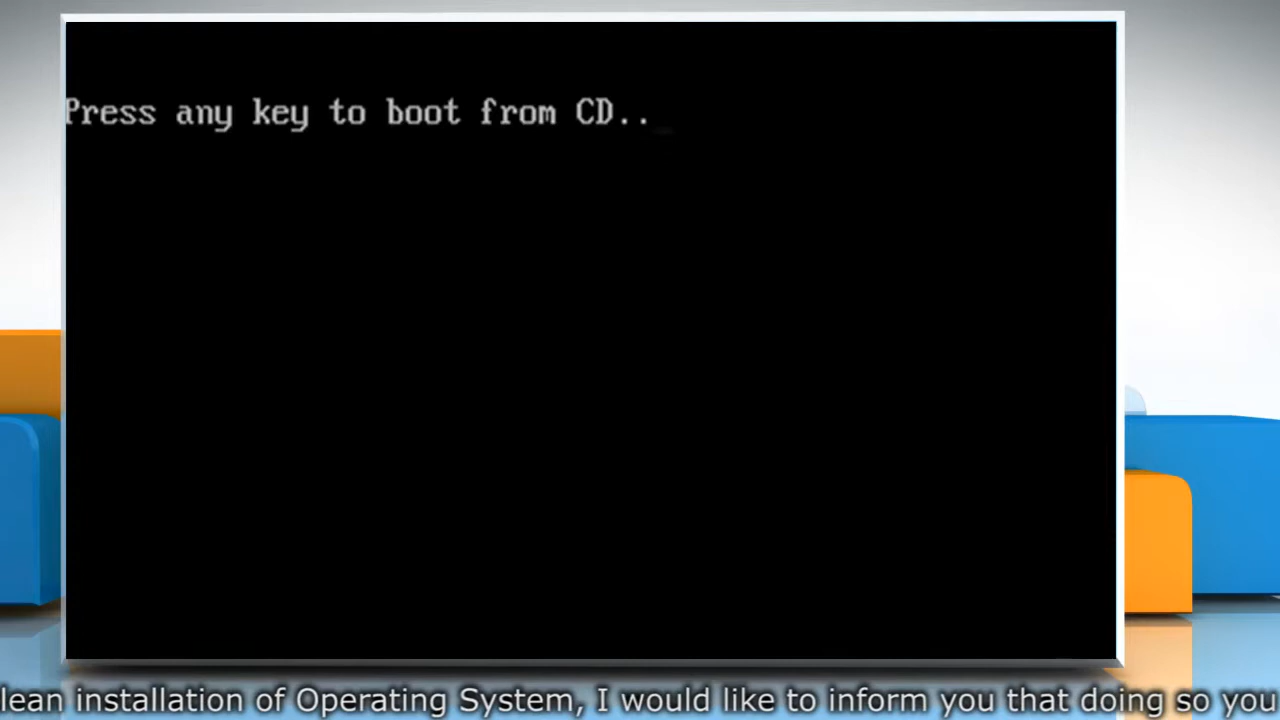 Press any key to boot from CD..
lean installation of Operating System, I would like to inform you that doing so you